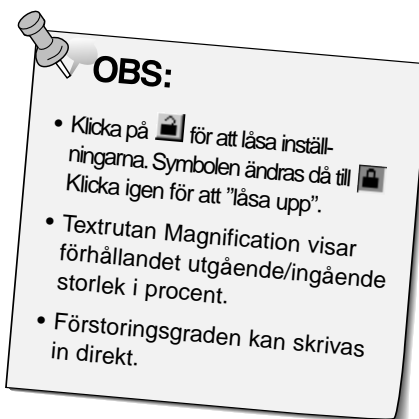 OBS:
• Klicka på för att låsa inställ-
ningarna. Symbolen ändras då till
Klicka igen för att ”låsa upp”.
• Textrutan Magnification visar
förhållandet utgående/ingående
storlek i procent.
• Förstoringsgraden kan skrivas
in direkt.